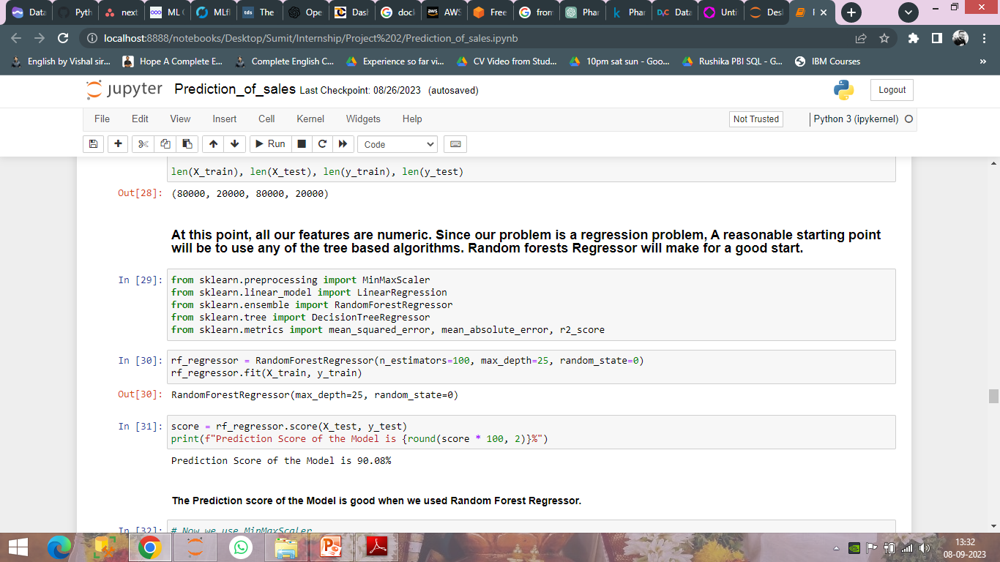 Data
Pyth
next
ML C
MLfl
tds The
Ope
Dasl
dock
aws AWS
Free
from
Phar
k Phar
DVC Data
Unti
Des
localhost:8888/notebooks/Desktop/Sumit/Internship/Project%202/Prediction_of_sales.ipynb
English by Vishal sir... Hope A Complete E... Complete English C... Experience so far vi... CV Video from Stud... 10pm sat sun - Goo... Rushika PBI SQL - G... IBM Courses »
jupyter Prediction_of_sales Last Checkpoint: 08/26/2023 (autosaved) Logout
File Edit View Insert Cell Kernel Widgets Help Not Trusted Python 3 (ipykernel)
Run Code
len(X_train), len(X_test), len(y_train), len(y_test)
Out[28]: (80000, 20000, 80000, 20000)
At this point, all our features are numeric. Since our problem is a regression problem, A reasonable starting point
will be to use any of the tree based algorithms. Random forests Regressor will make for a good start.
In [29]: from sklearn.preprocessing import MinMaxScaler
from sklearn.linear_model import LinearRegression
from sklearn.ensemble import RandomForestRegressor
from sklearn.tree import DecisionTreeRegressor
from sklearn.metrics import mean_squared_error, mean_absolute_error, r2_score
In [30]: rf_regressor = RandomForestRegressor(n_estimators=100, max_depth=25, random_state=0)
rf_regressor.fit(X_train, y_train)
Out[30]: RandomForestRegressor(max_depth=25, random_state=0)
In [31]: score = rf_regressor.score(X_test, y_test)
print(f"Prediction Score of the Model is {round(score * 100, 2)}%")
Prediction Score of the Model is 90.08%
The Prediction score of the Model is good when we used Random Forest Regressor.
In [32]: # Now we use MinMaxScaler
13:32
08-09-2023